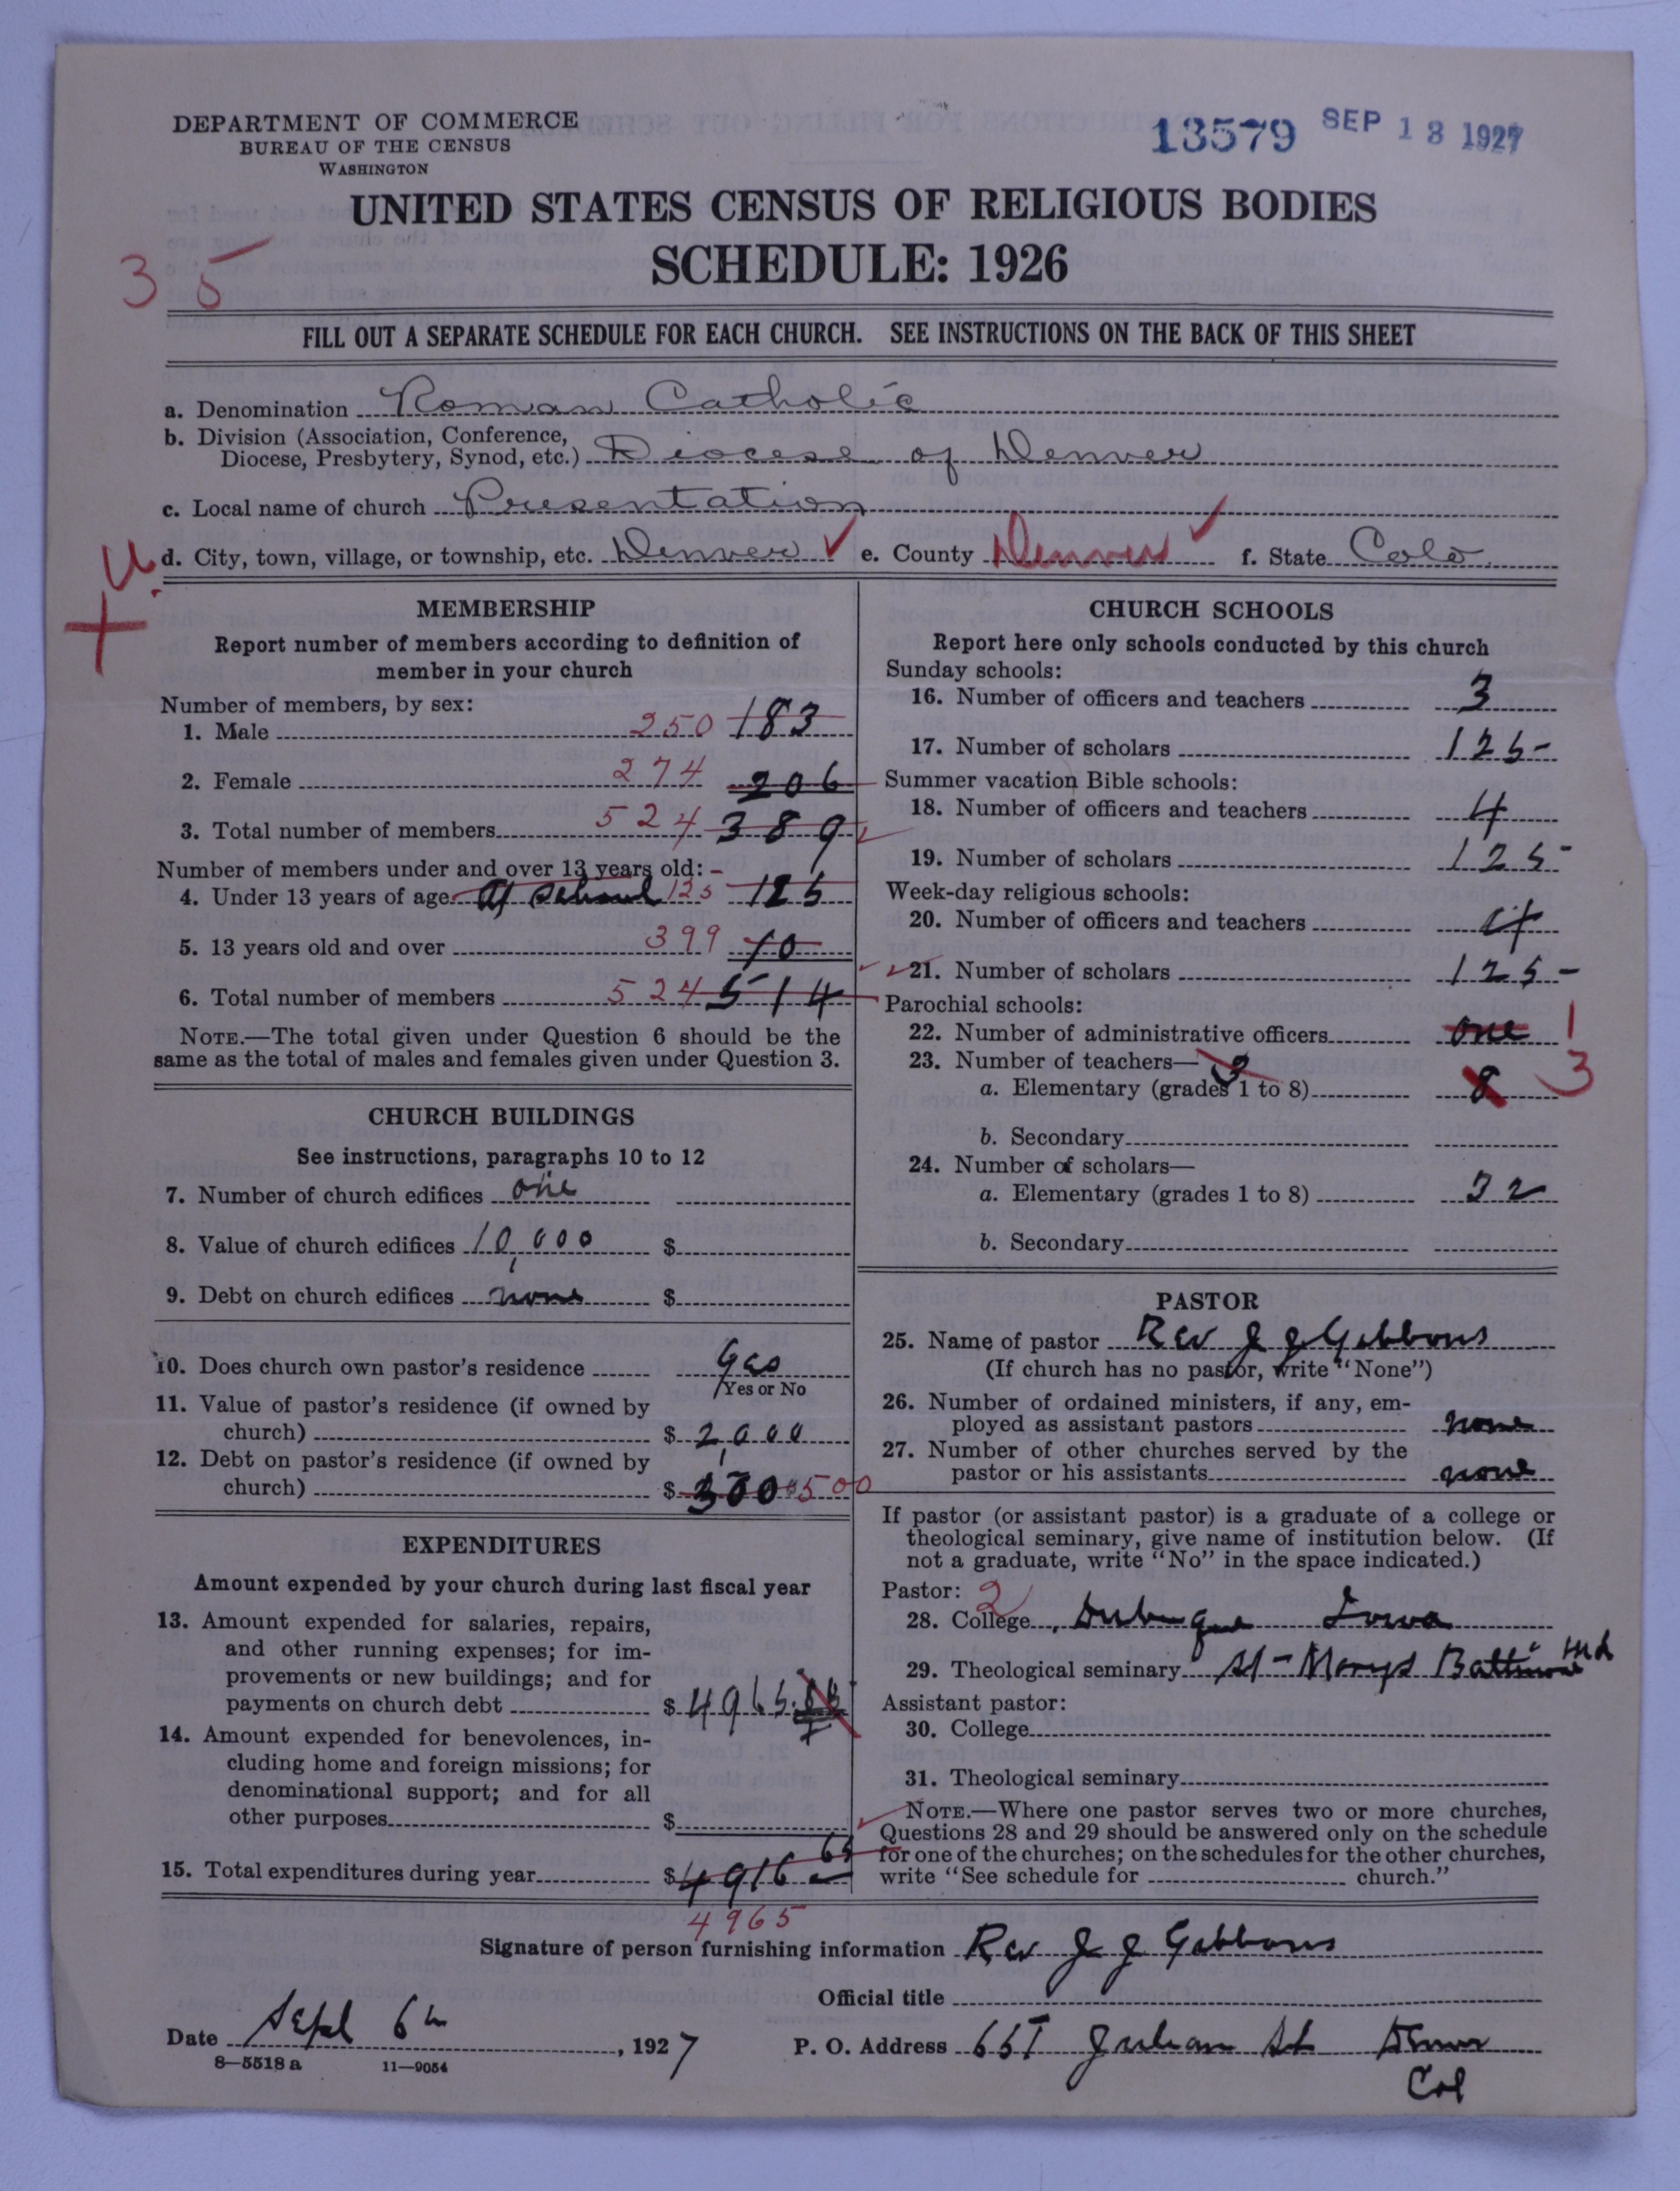 DEPARTMENT OF COMMERCE
BUREAU OF THE CENSUS
WASHINGTON
13579 SEP 13 1927
UNITED STATES CENSUS OF RELIGIOUS BODIES
SCHEDULE: 1926
35
FILL OUT A SEPARATE SCHEDULE FOR EACH CHURCH. SEE INSTRUCTIONS ON THE BACK OF THIS SHEET
a. Denomination Roman Catholic
b. Division (Association, Conference,
Diocese, Presbytery, Synod, etc.) Diocese of Denver
c. Local name of church Presentation
U.
d. City, town, village, or township, etc. Denver ✓ e. County Denver ✓ f. State Colo.
+
MEMBERSHIP
Report number of members according to definition of
member in your church
Number of members, by sex:
1. Male 250 183
2. Female 274 206
3. Total number of members 524 389
Number of members under and over 13 years old:
4. Under 13 years of age at school 125 125
5. 13 years old and over 399 10
6. Total number of members 524 514
NOTE.—The total given under Question 6 should be the
same as the total of males and females given under Question 3.
CHURCH BUILDINGS
See instructions, paragraphs 10 to 12
7. Number of church edifices one
8. Value of church edifices 10,000 $
9. Debt on church edifices none $
10. Does church own pastor's residence yes
Yes or No
11. Value of pastor's residence (if owned by
church) $ 2,000
12. Debt on pastor's residence (if owned by
church) $ 300 $500
EXPENDITURES
Amount expended by your church during last fiscal year
13. Amount expended for salaries, repairs,
and other running expenses; for im-
provements or new buildings; and for
payments on church debt $ 4965.
14. Amount expended for benevolences, in-
cluding home and foreign missions; for
denominational support; and for all
other purposes $
15. Total expenditures during year $ 4916 65
4965
CHURCH SCHOOLS
Report here only schools conducted by this church
Sunday schools:
16. Number of officers and teachers 3
17. Number of scholars 125-
Summer vacation Bible schools:
18. Number of officers and teachers 4
19. Number of scholars 125-
Week-day religious schools:
20. Number of officers and teachers 4
21. Number of scholars 125-
Parochial schools:
22. Number of administrative officers one 1
23. Number of teachers— 3
a. Elementary (grades 1 to 8) 8 3
b. Secondary
24. Number of scholars—
a. Elementary (grades 1 to 8) 32
b. Secondary
PASTOR
25. Name of pastor Rev J J Gibbons
(If church has no pastor, write "None")
26. Number of ordained ministers, if any, em-
ployed as assistant pastors none
27. Number of other churches served by the
pastor or his assistants none
If pastor (or assistant pastor) is a graduate of a college or
theological seminary, give name of institution below. (If
not a graduate, write "No" in the space indicated.)
Pastor: 2
28. College Dubuque Iowa
29. Theological seminary St-Marys Baltimore Md
Assistant pastor:
30. College
31. Theological seminary
NOTE.—Where one pastor serves two or more churches,
Questions 28 and 29 should be answered only on the schedule
for one of the churches; on the schedules for the other churches,
write "See schedule for church."
Signature of person furnishing information Rev J J Gibbons
Official title
Date Sept 6th, 1927 P. O. Address 657 Julian St Denver
Col
8—5518 a 11—9054